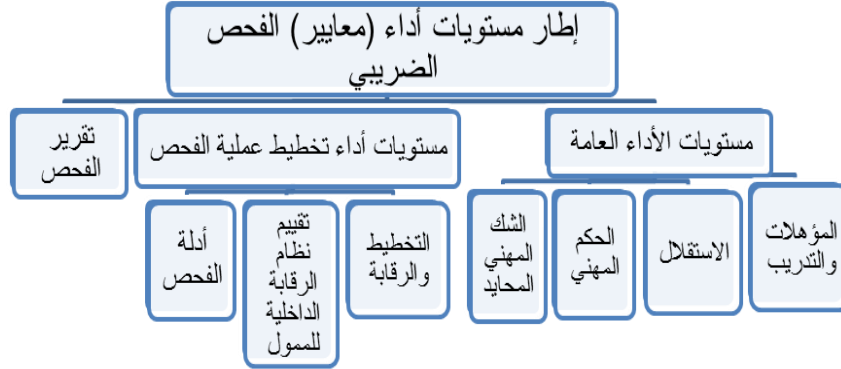 إطار مستويات أداء (معايير) الفحص
الضريبي
مستويات الأداء العامة
مستويات أداء تخطيط عملية الفحص
تقرير
الفحص
المؤهلات
والتدريب
الاستقلال
الحكم
المهني
الشك
المهني
المحايد
التخطيط
والرقابة
تقييم
نظام
الرقابة
الداخلية
للممول
أدلة
الفحص